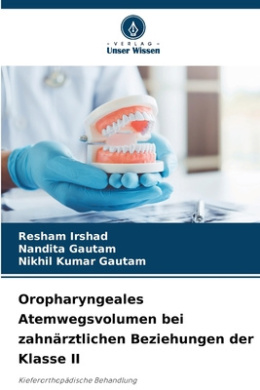 • VERLAG •
Unser Wissen
Resham Irshad
Nandita Gautam
Nikhil Kumar Gautam
Oropharyngeales
Atemwegsvolumen bei
zahnärztlichen Beziehungen der
Klasse II
Kieferorthopädische Behandlung